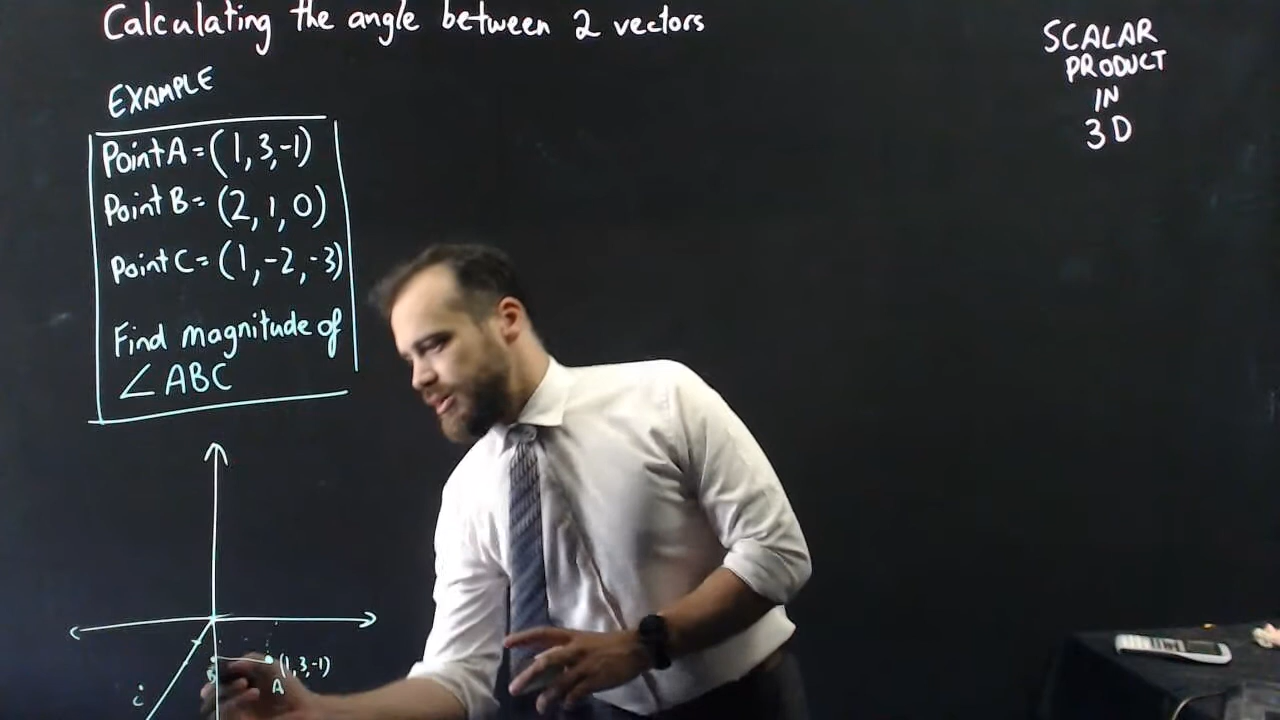 Calculating the angle between 2 vectors
SCALAR
PRODUCT
IN
3D
EXAMPLE
Point A = (1, 3, -1)
Point B = (2, 1, 0)
Point C = (1, -2, -3)
Find magnitude of
∠ABC
B
(1, 3, -1)
A
i